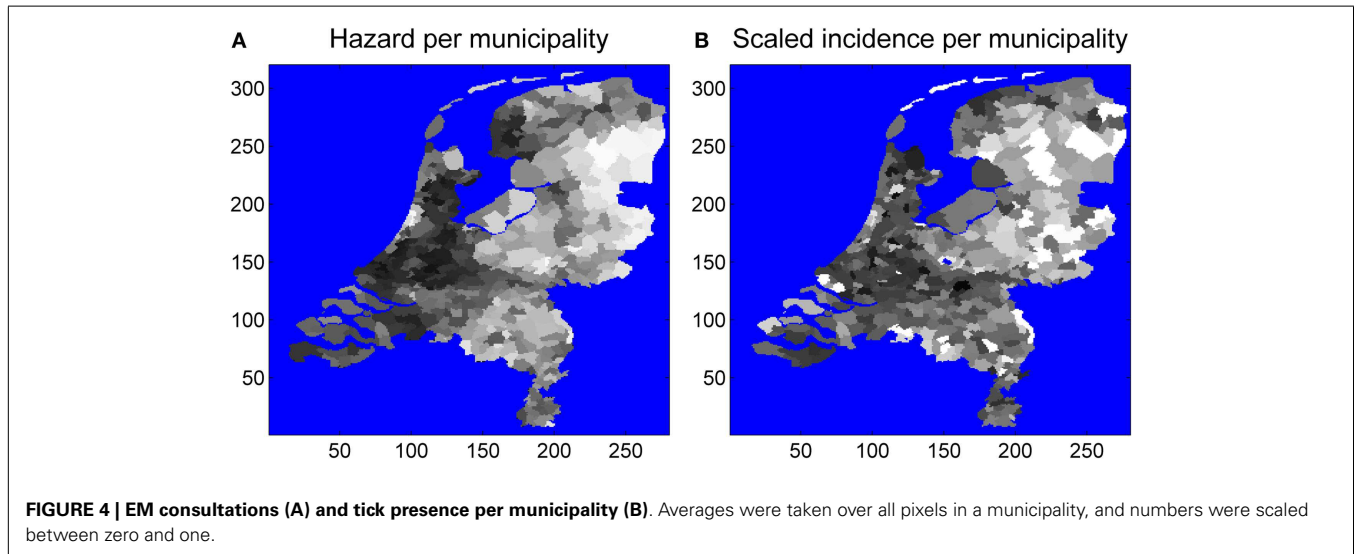 A Hazard per municipality
B Scaled incidence per municipality
300
250
200
150
100
50
50 100 150 200 250
300
250
200
150
100
50
50 100 150 200 250
FIGURE 4 | EM consultations (A) and tick presence per municipality (B). Averages were taken over all pixels in a municipality, and numbers were scaled
between zero and one.